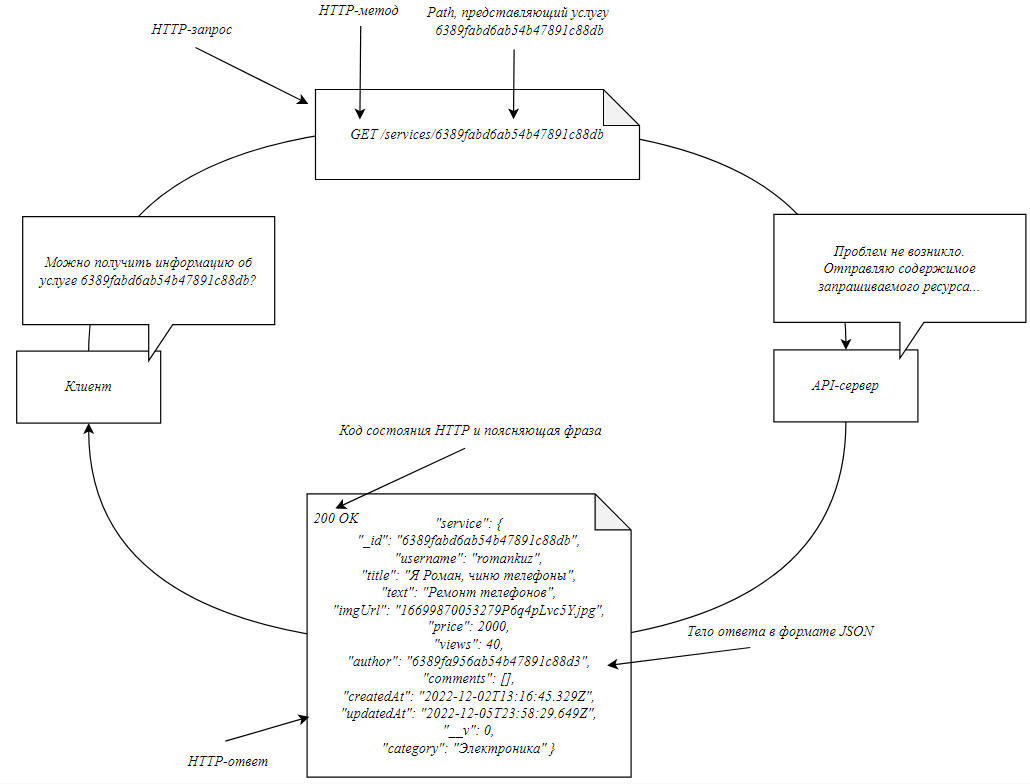 HTTP-метод
Path, представляющий услугу
6389fabd6ab54b47891c88db
HTTP-запрос
GET /services/6389fabd6ab54b47891c88db
Можно получить информацию об
услуге 6389fabd6ab54b47891c88db?
Проблем не возникло.
Отправляю содержимое
запрашиваемого ресурса...
Клиент
API-сервер
Код состояния HTTP и поясняющая фраза
200 OK
"service": {
"_id": "6389fabd6ab54b47891c88db",
"username": "romankuz",
"title": "Я Роман, чиню телефоны",
"text": "Ремонт телефонов",
"imgUrl": "16699870053279P6q4pLvc5Y.jpg",
"price": 2000,
"views": 40,
"author": "6389fa956ab54b47891c88d3",
"comments": [],
"createdAt": "2022-12-02T13:16:45.329Z",
"updatedAt": "2022-12-05T23:58:29.649Z",
"__v": 0,
"category": "Электроника" }
Тело ответа в формате JSON
HTTP-ответ